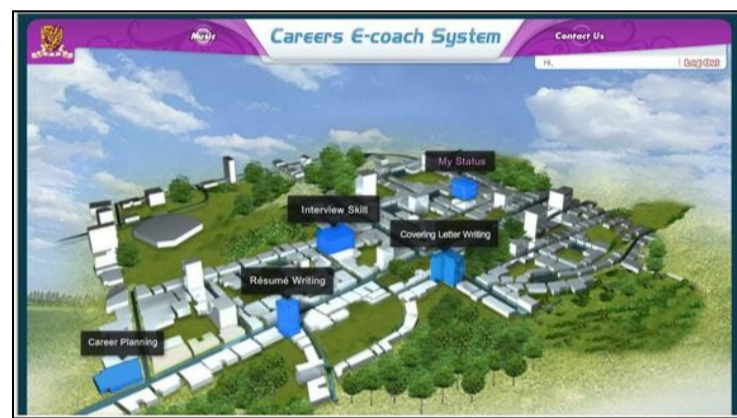 Music
Careers E-coach System
Contact Us
Hi,
Log Out
My Status
Interview Skill
Covering Letter Writing
Résumé Writing
Career Planning